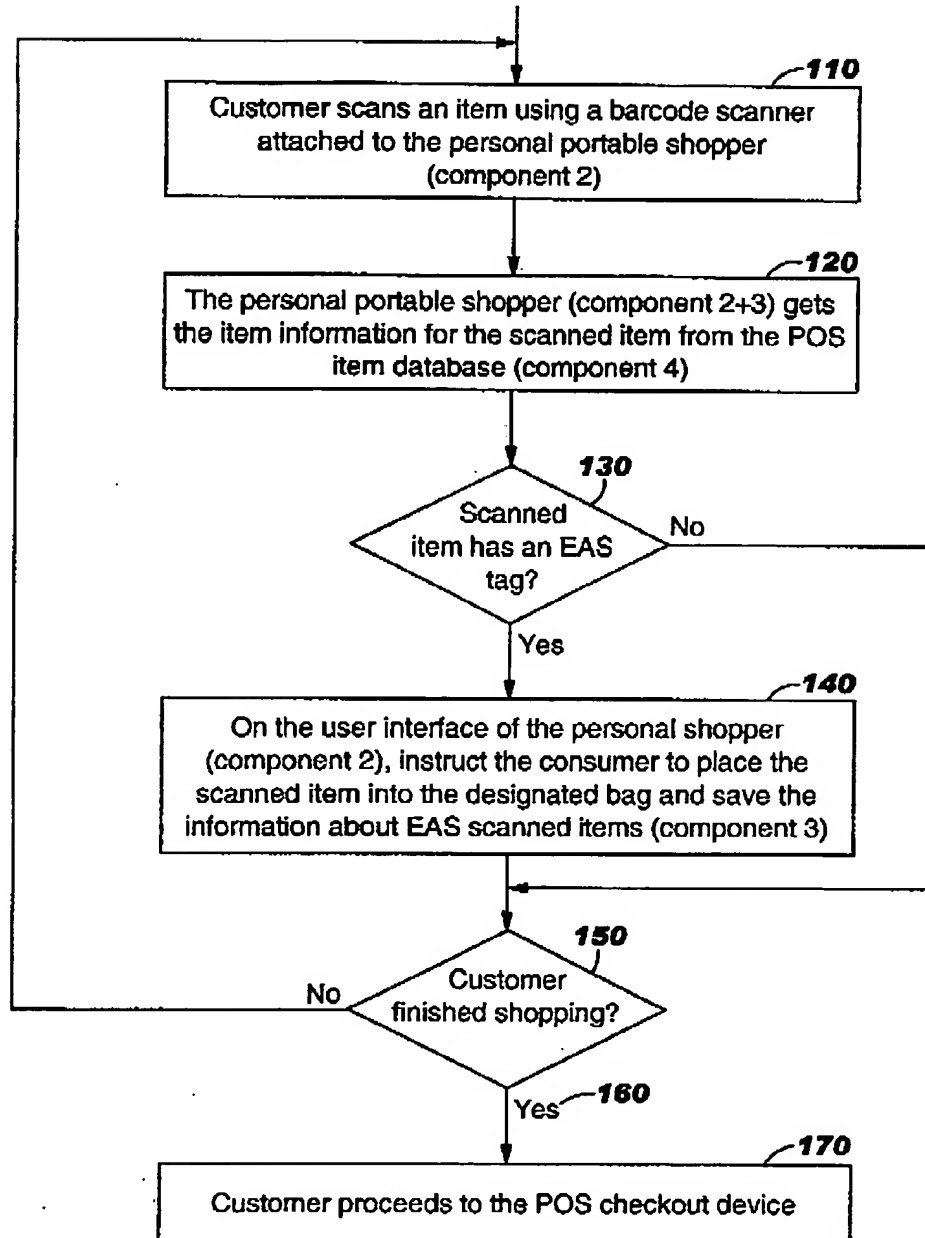 110
Customer scans an item using a barcode scanner
attached to the personal portable shopper
(component 2)
120
The personal portable shopper (component 2+3) gets
the item information for the scanned item from the POS
item database (component 4)
130
Scanned
item has an EAS
tag?
No
Yes
140
On the user interface of the personal shopper
(component 2), instruct the consumer to place the
scanned item into the designated bag and save the
information about EAS scanned items (component 3)
150
Customer
finished shopping?
No
Yes 160
170
Customer proceeds to the POS checkout device